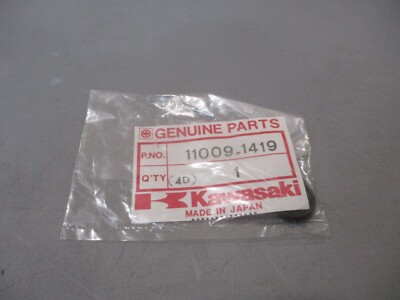 GENUINE PARTS
P.NO. 11009-1419
Q'TY (4D) 1
Kawasaki
MADE IN JAPAN